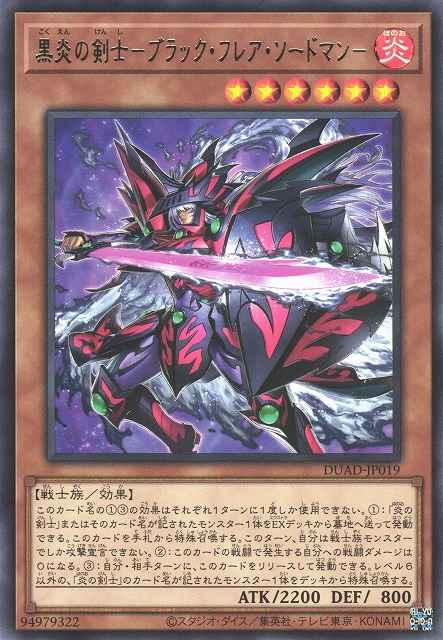 黒炎の剣士－ブラック・フレア・ソードマン－
炎
DUAD-JP019
【戦士族／効果】
このカード名の①③の効果はそれぞれ1ターンに1度しか使用できない。①：「炎の
剣士」またはそのカード名が記されたモンスター1体をEXデッキから墓地へ送って発動
できる。このカードを手札から特殊召喚する。このターン、自分は戦士族モンスター
でしか攻撃宣言できない。②：このカードの戦闘で発生する自分への戦闘ダメージは
0になる。③：自分・相手ターンに、このカードをリリースして発動できる。レベル6
以外の、「炎の剣士」のカード名が記されたモンスター1体をデッキから特殊召喚する。
ATK/2200 DEF/ 800
94979322
©スタジオ・ダイス/集英社・テレビ東京・KONAMI